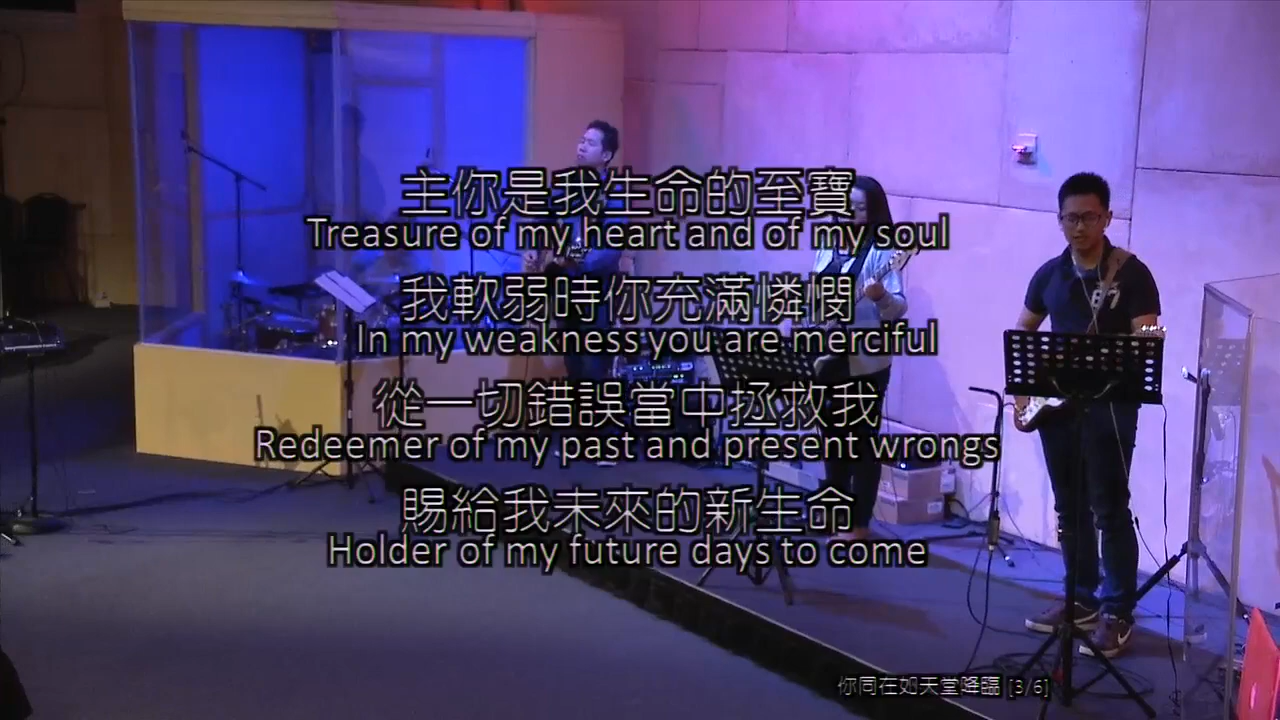 主你是我生命的至寶
Treasure of my heart and of my soul
我軟弱時你充滿憐憫
In my weakness you are merciful
從一切錯誤當中拯救我
Redeemer of my past and present wrongs
賜給我未來的新生命
Holder of my future days to come
87
你同在如天堂降臨 [3/6]